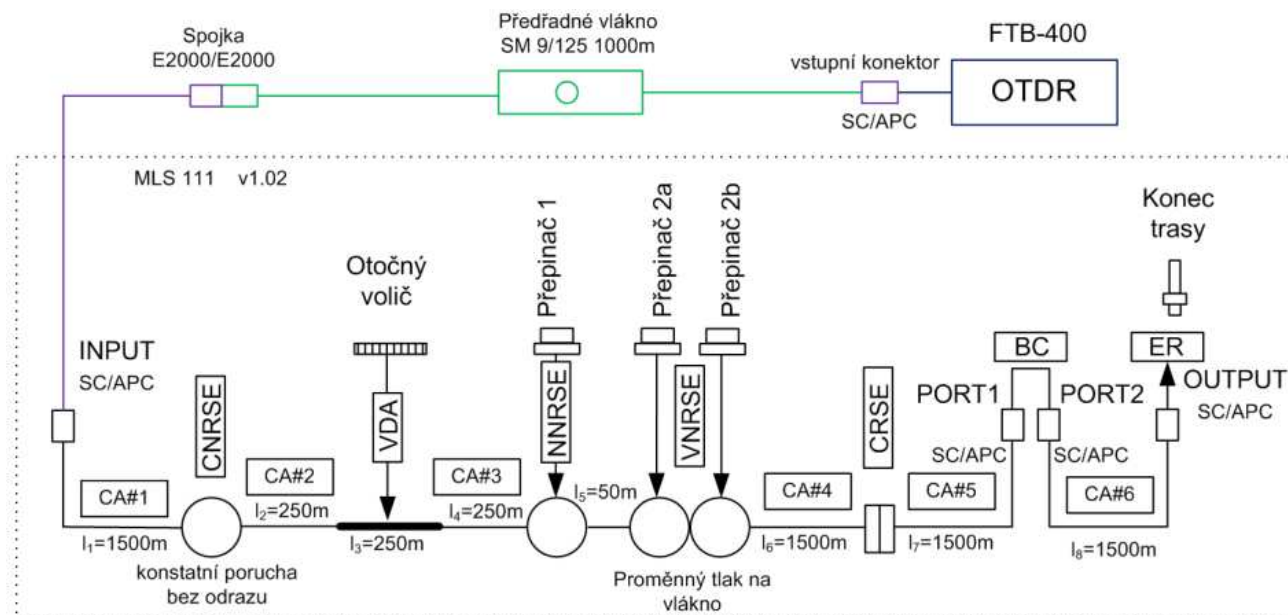 Spojka
E2000/E2000
Předřadné vlákno
SM 9/125 1000m
vstupní konektor
SC/APC
FTB-400
OTDR
MLS 111 v1.02
INPUT
SC/APC
CNRSE
Otočný
volič
VDA
Přepinač 1
NNRSE
Přepinač 2a
VNRSE
Přepinač 2b
CRSE
Konec
trasy
BC
ER
PORT1
PORT2
OUTPUT
SC/APC
SC/APC
SC/APC
CA#1
CA#2
CA#3
CA#4
CA#5
CA#6
l₁=1500m
l₂=250m
l₃=250m
l₄=250m
l₅=50m
l₆=1500m
l₇=1500m
l₈=1500m
konstatní porucha
bez odrazu
Proměnný tlak na
vlákno